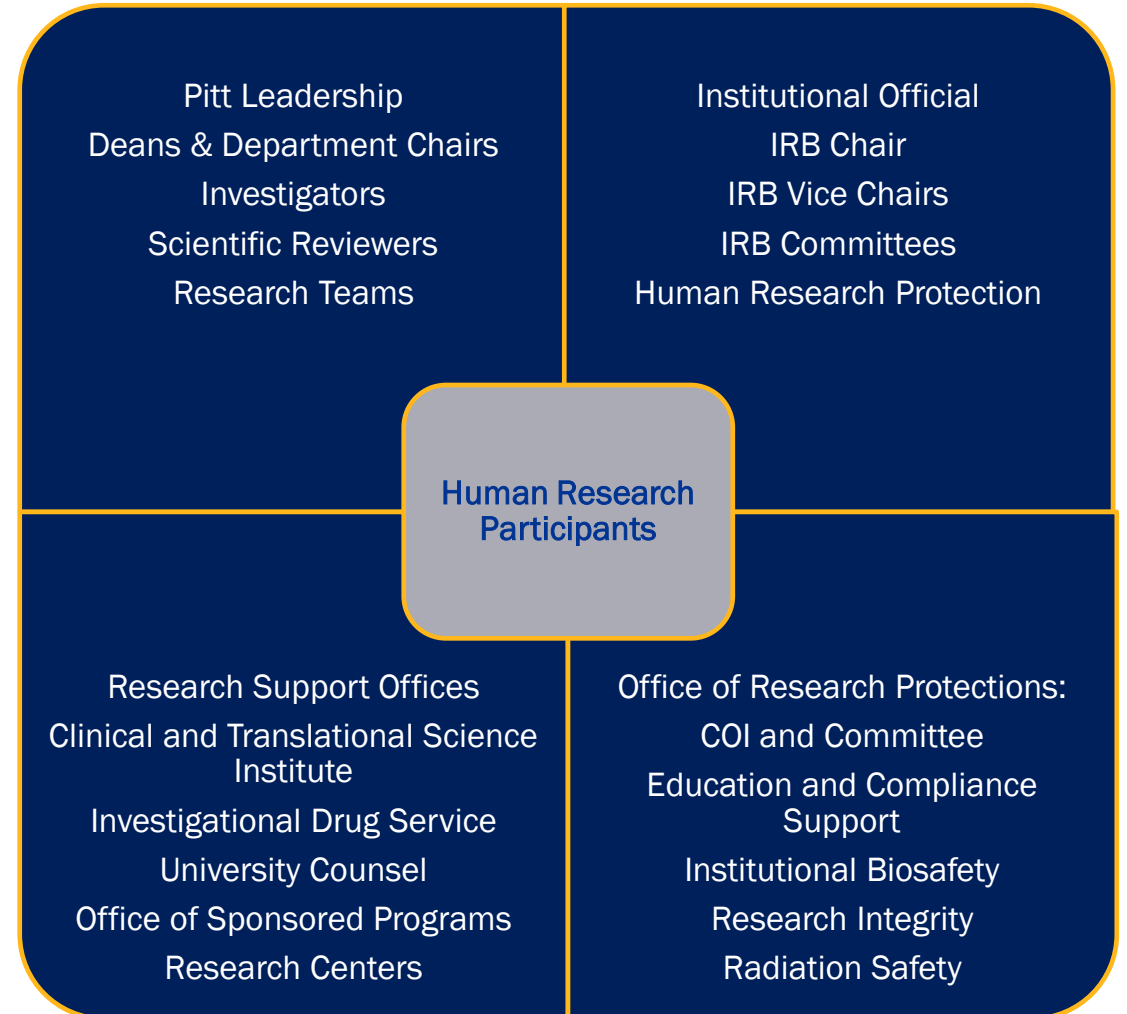 Pitt Leadership
Deans & Department Chairs
Investigators
Scientific Reviewers
Research Teams
Institutional Official
IRB Chair
IRB Vice Chairs
IRB Committees
Human Research Protection
Human Research
Participants
Research Support Offices
Clinical and Translational Science
Institute
Investigational Drug Service
University Counsel
Office of Sponsored Programs
Research Centers
Office of Research Protections:
COI and Committee
Education and Compliance
Support
Institutional Biosafety
Research Integrity
Radiation Safety